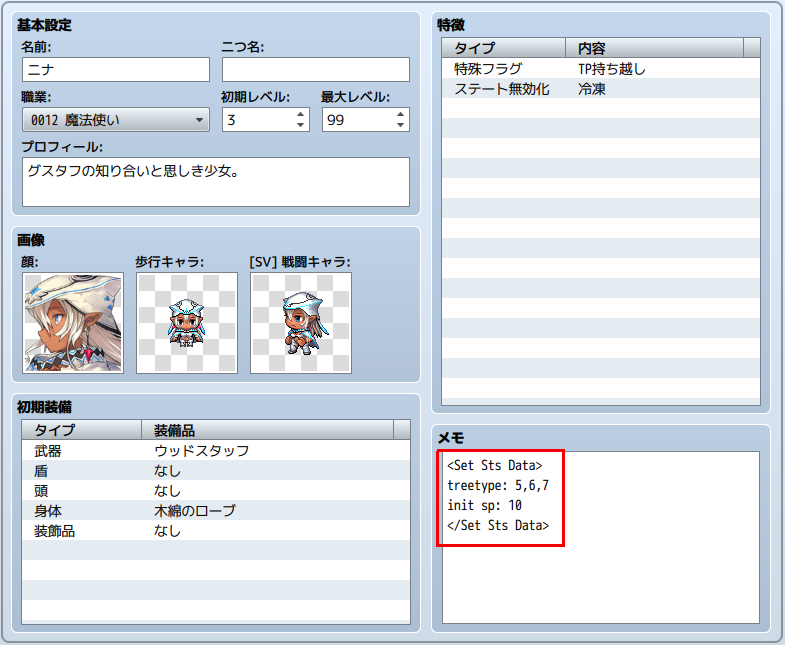 基本設定
名前:
二つ名:
ニナ
職業:
初期レベル:
最大レベル:
0012 魔法使い
3
99
プロフィール:
グスタフの知り合いと思しき少女。
画像
顔:
歩行キャラ:
[SV] 戦闘キャラ:
初期装備
タイプ 装備品
武器 ウッドスタッフ
盾 なし
頭 なし
身体 木綿のローブ
装飾品 なし
特徴
タイプ 内容
特殊フラグ TP持ち越し
ステート無効化 冷凍
メモ
<Set Sts Data>
treetype: 5,6,7
init sp: 10
</Set Sts Data>